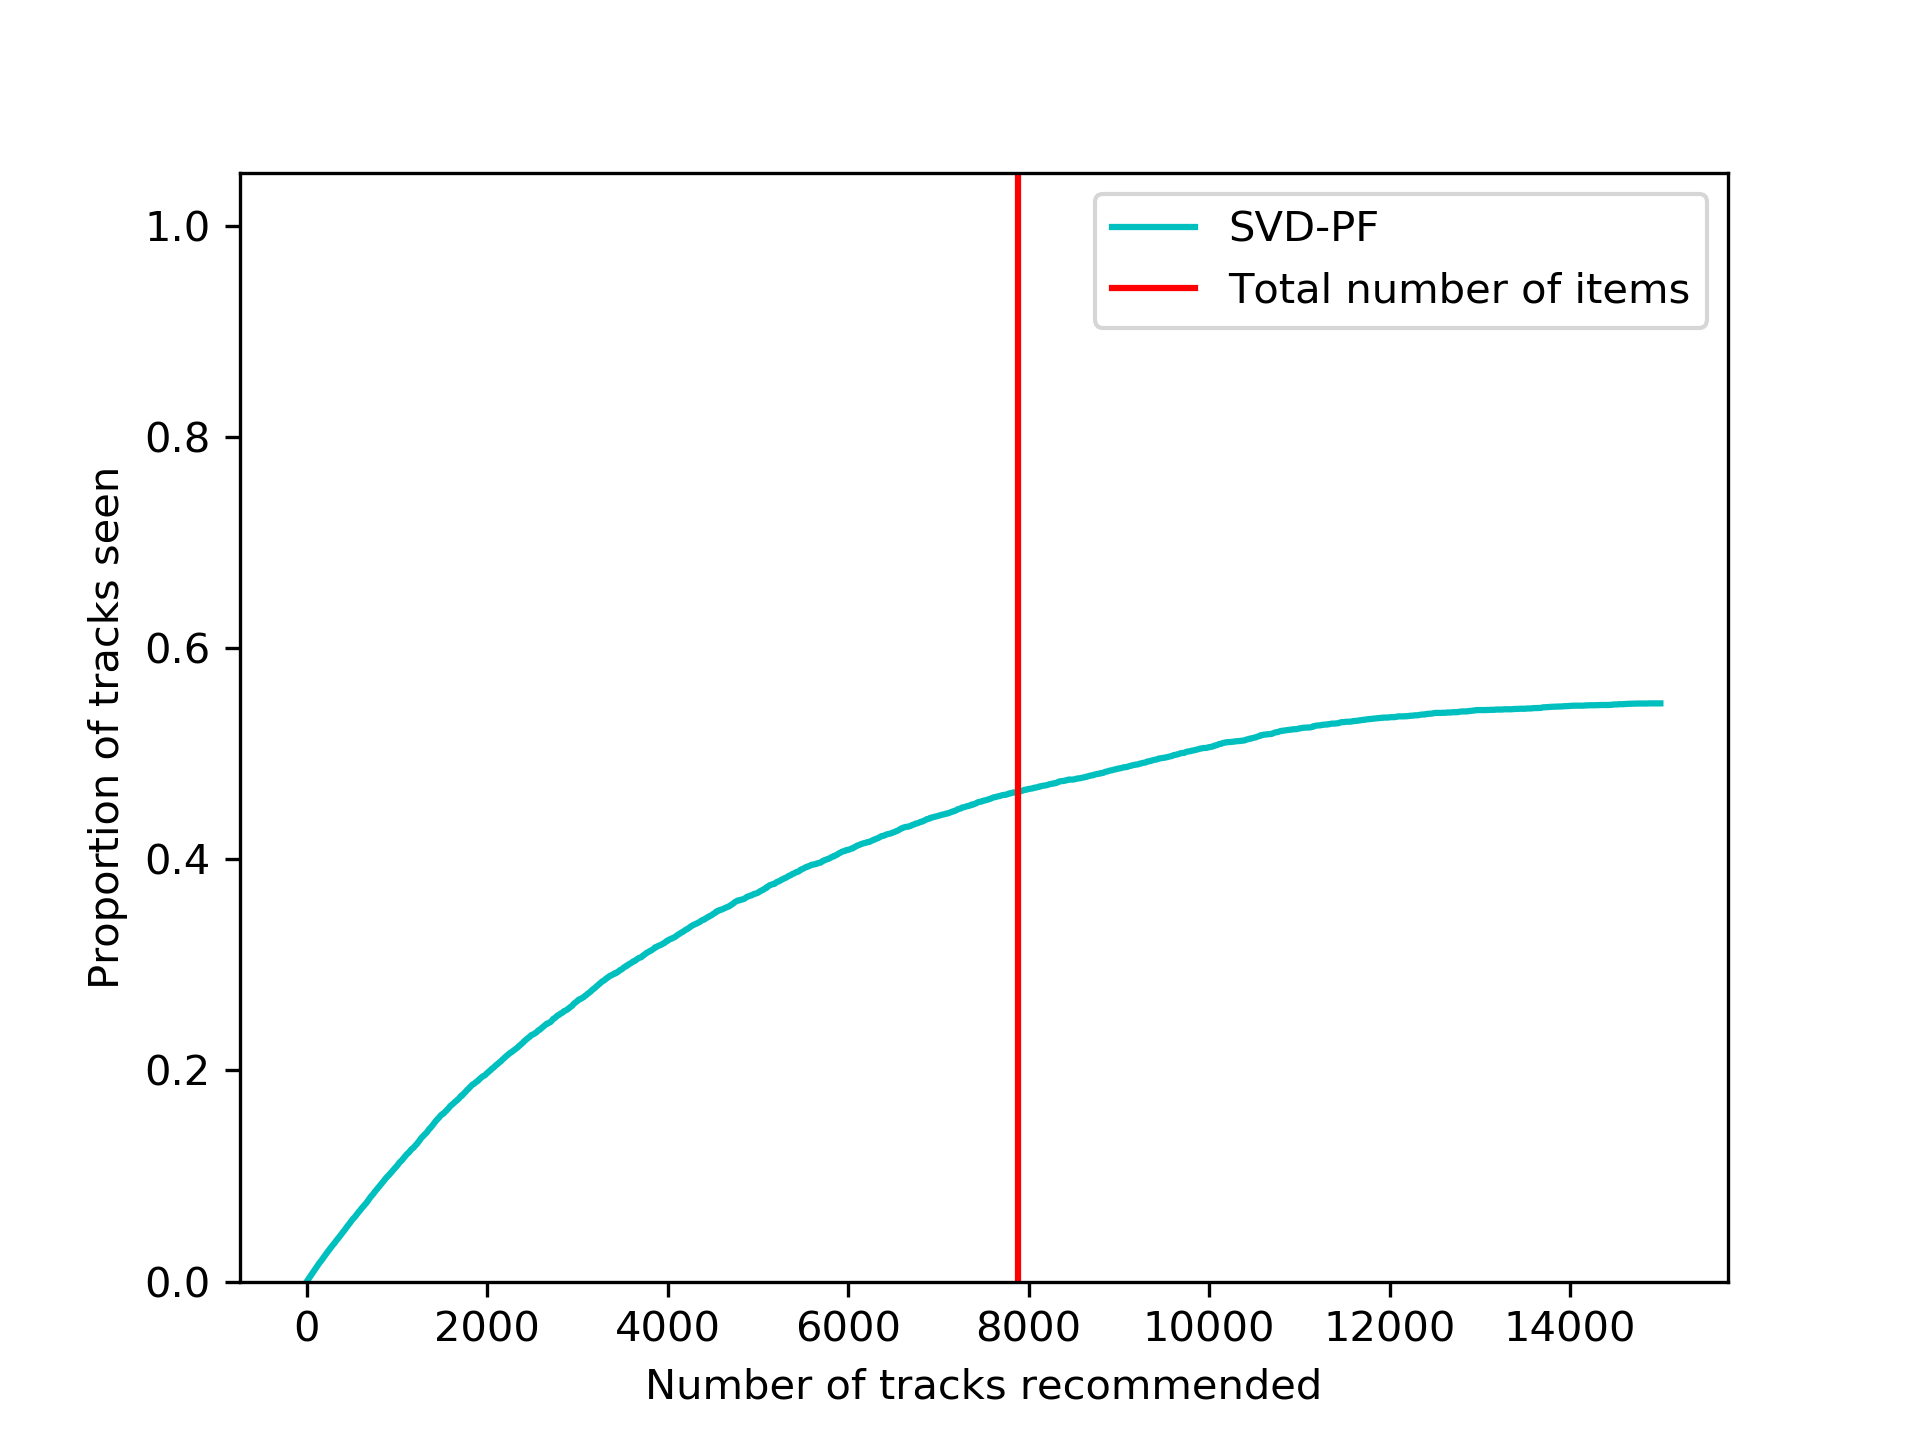 SVD-PF
Total number of items
1.0
0.8
0.6
0.4
0.2
0.0
Proportion of tracks seen
0 2000 4000 6000 8000 10000 12000 14000
Number of tracks recommended